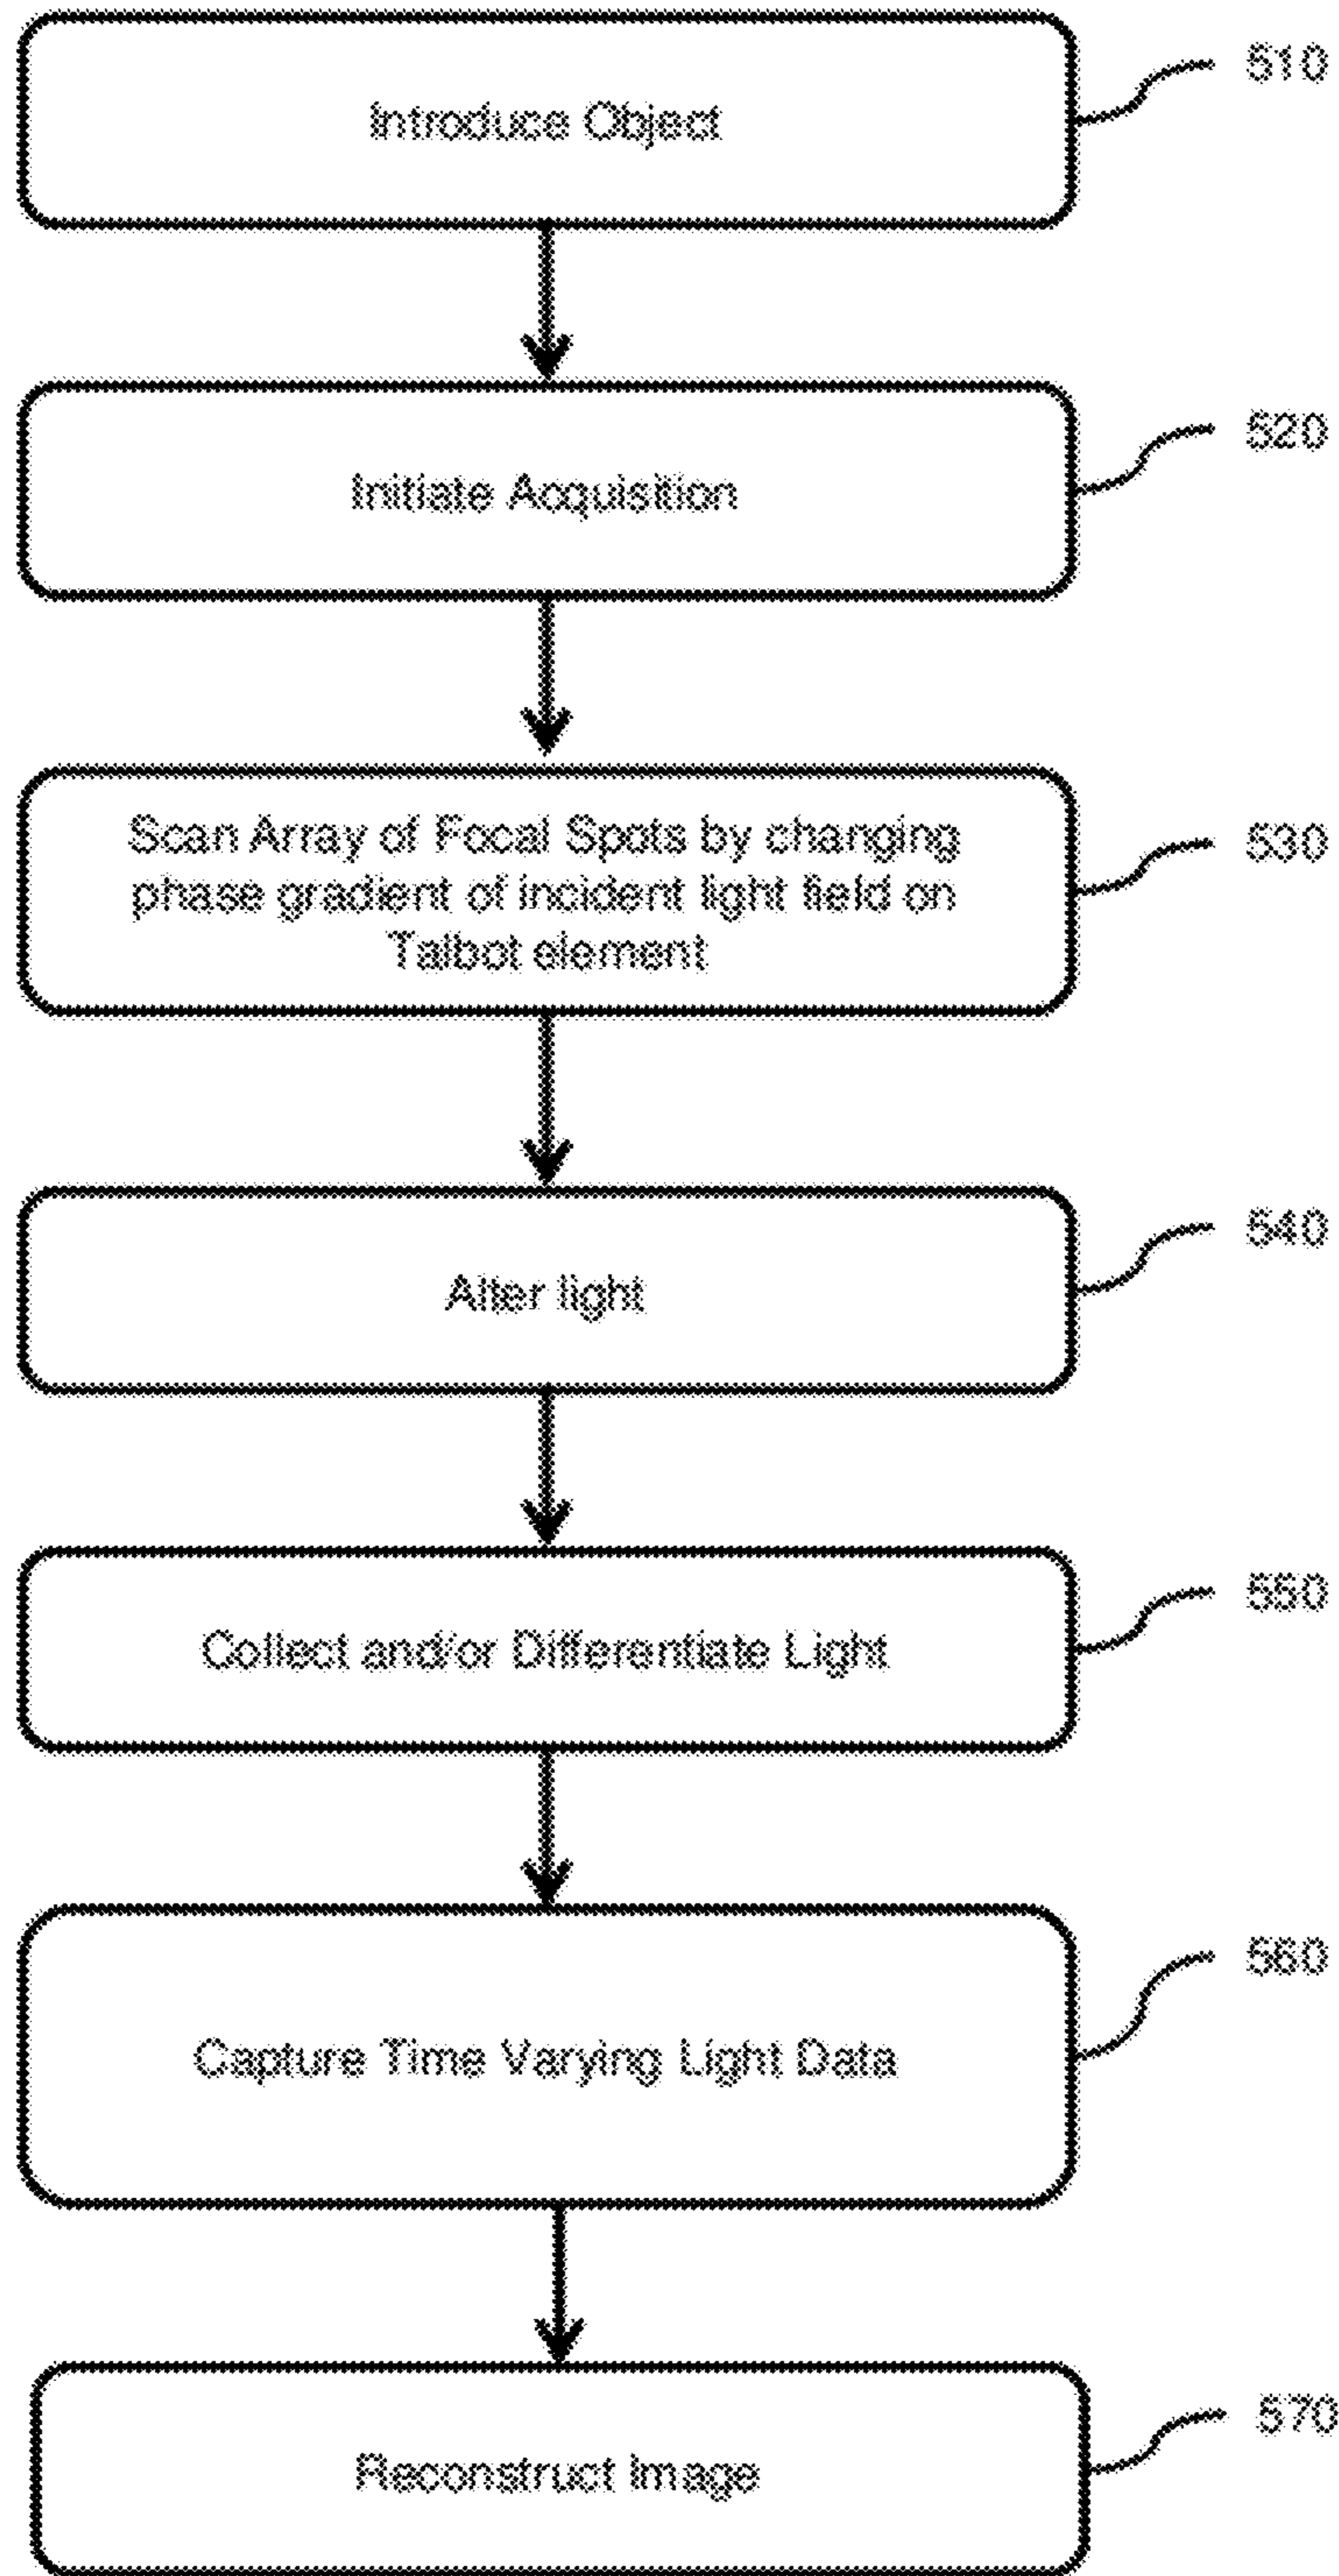 Introduce Object
510
Initiate Acquisition
520
Scan Array of Focal Spots by changing
phase gradient of incident light field on
Talbot element
530
Alter light
540
Collect and/or Differentiate Light
550
Capture Time Varying Light Data
560
Reconstruct Image
570